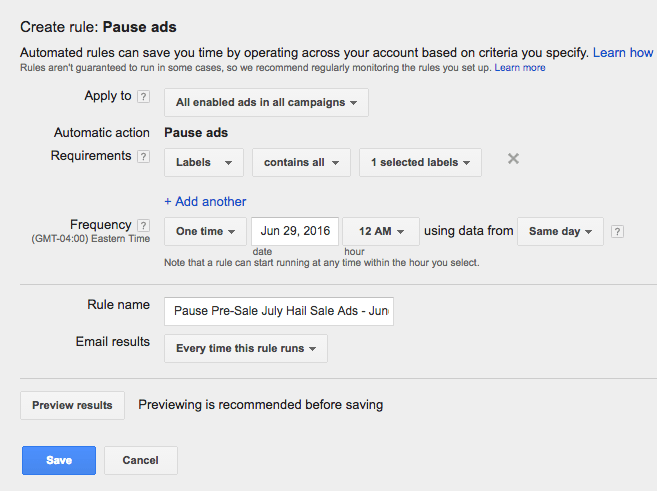 Create rule: Pause ads
Automated rules can save you time by operating across your account based on criteria you specify. Learn how
Rules aren't guaranteed to run in some cases, so we recommend regularly monitoring the rules you set up. Learn more
Apply to ? All enabled ads in all campaigns
Automatic action Pause ads
Requirements ? Labels contains all 1 selected labels
+ Add another
Frequency ? One time Jun 29, 2016 12 AM using data from Same day ?
(GMT-04:00) Eastern Time
date hour
Note that a rule can start running at any time within the hour you select.
Rule name Pause Pre-Sale July Hail Sale Ads - Jun
Email results Every time this rule runs
Preview results Previewing is recommended before saving
Save Cancel